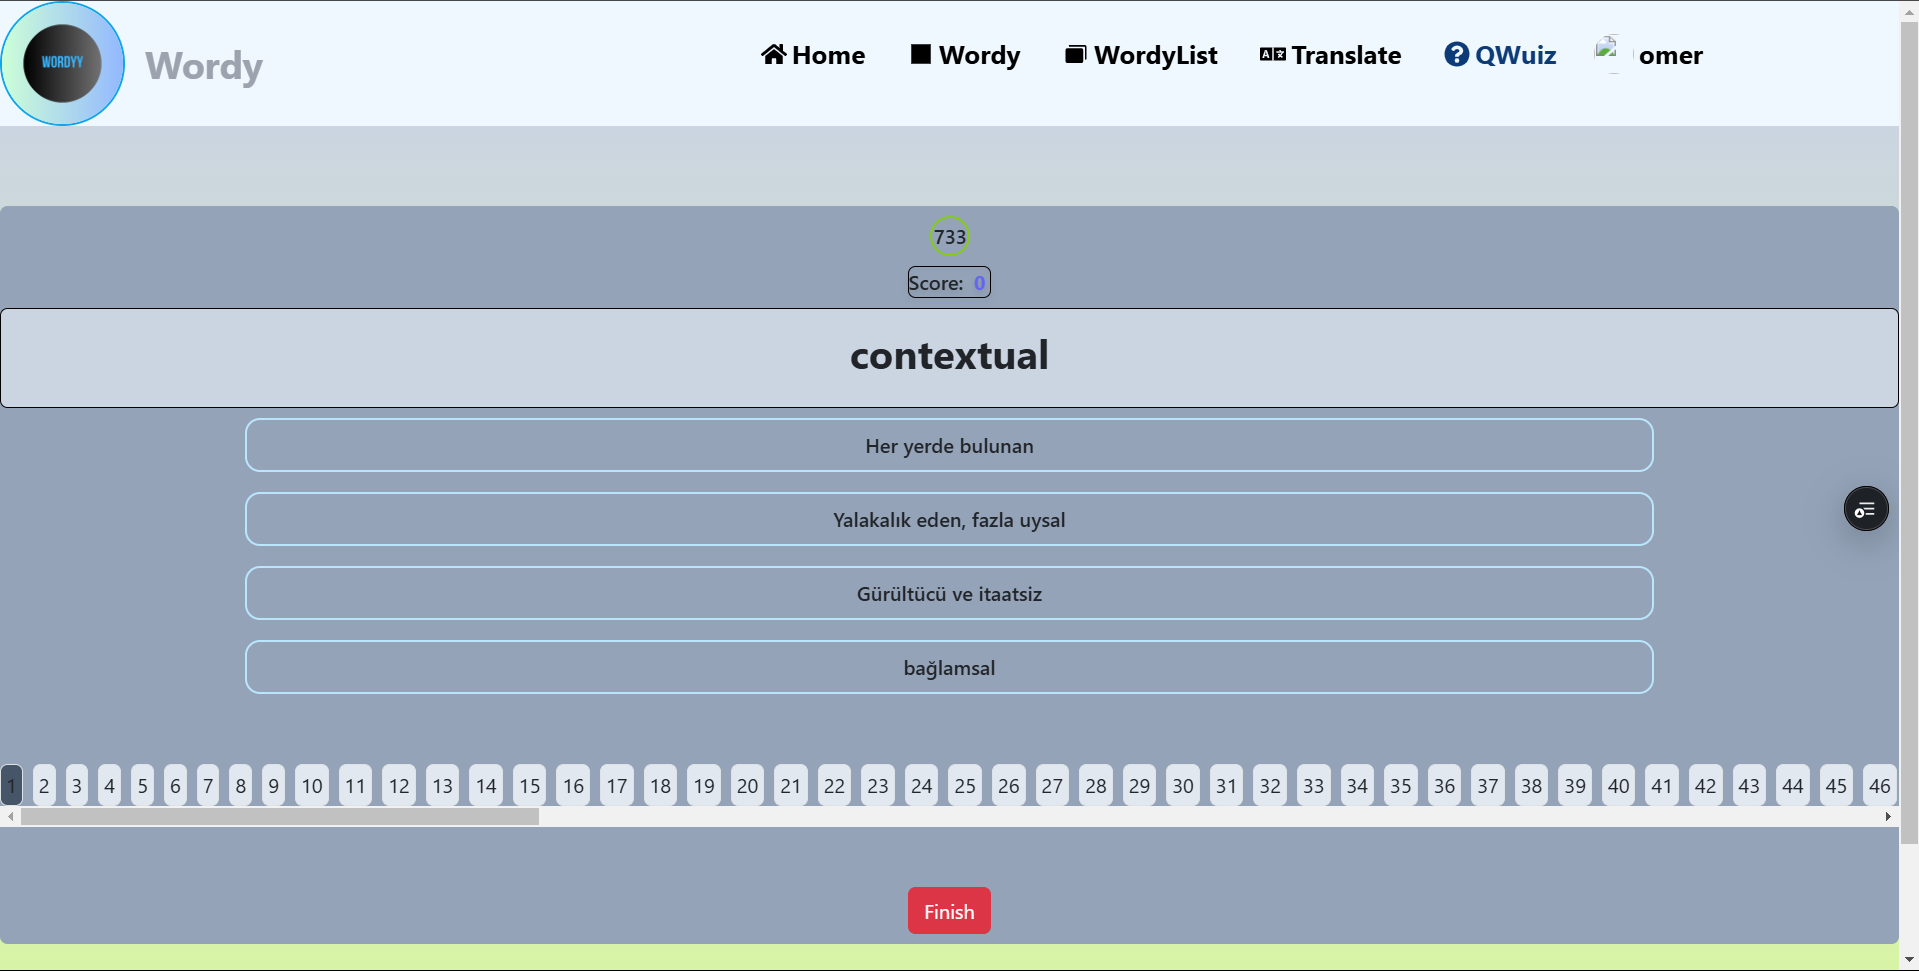 WORDYY
Wordy
Home
Wordy
WordyList
Translate
QWuiz
omer
733
Score: 0
contextual
Her yerde bulunan
Yalakalık eden, fazla uysal
Gürültücü ve itaatsiz
bağlamsal
1 2 3 4 5 6 7 8 9 10 11 12 13 14 15 16 17 18 19 20 21 22 23 24 25 26 27 28 29 30 31 32 33 34 35 36 37 38 39 40 41 42 43 44 45 46
Finish